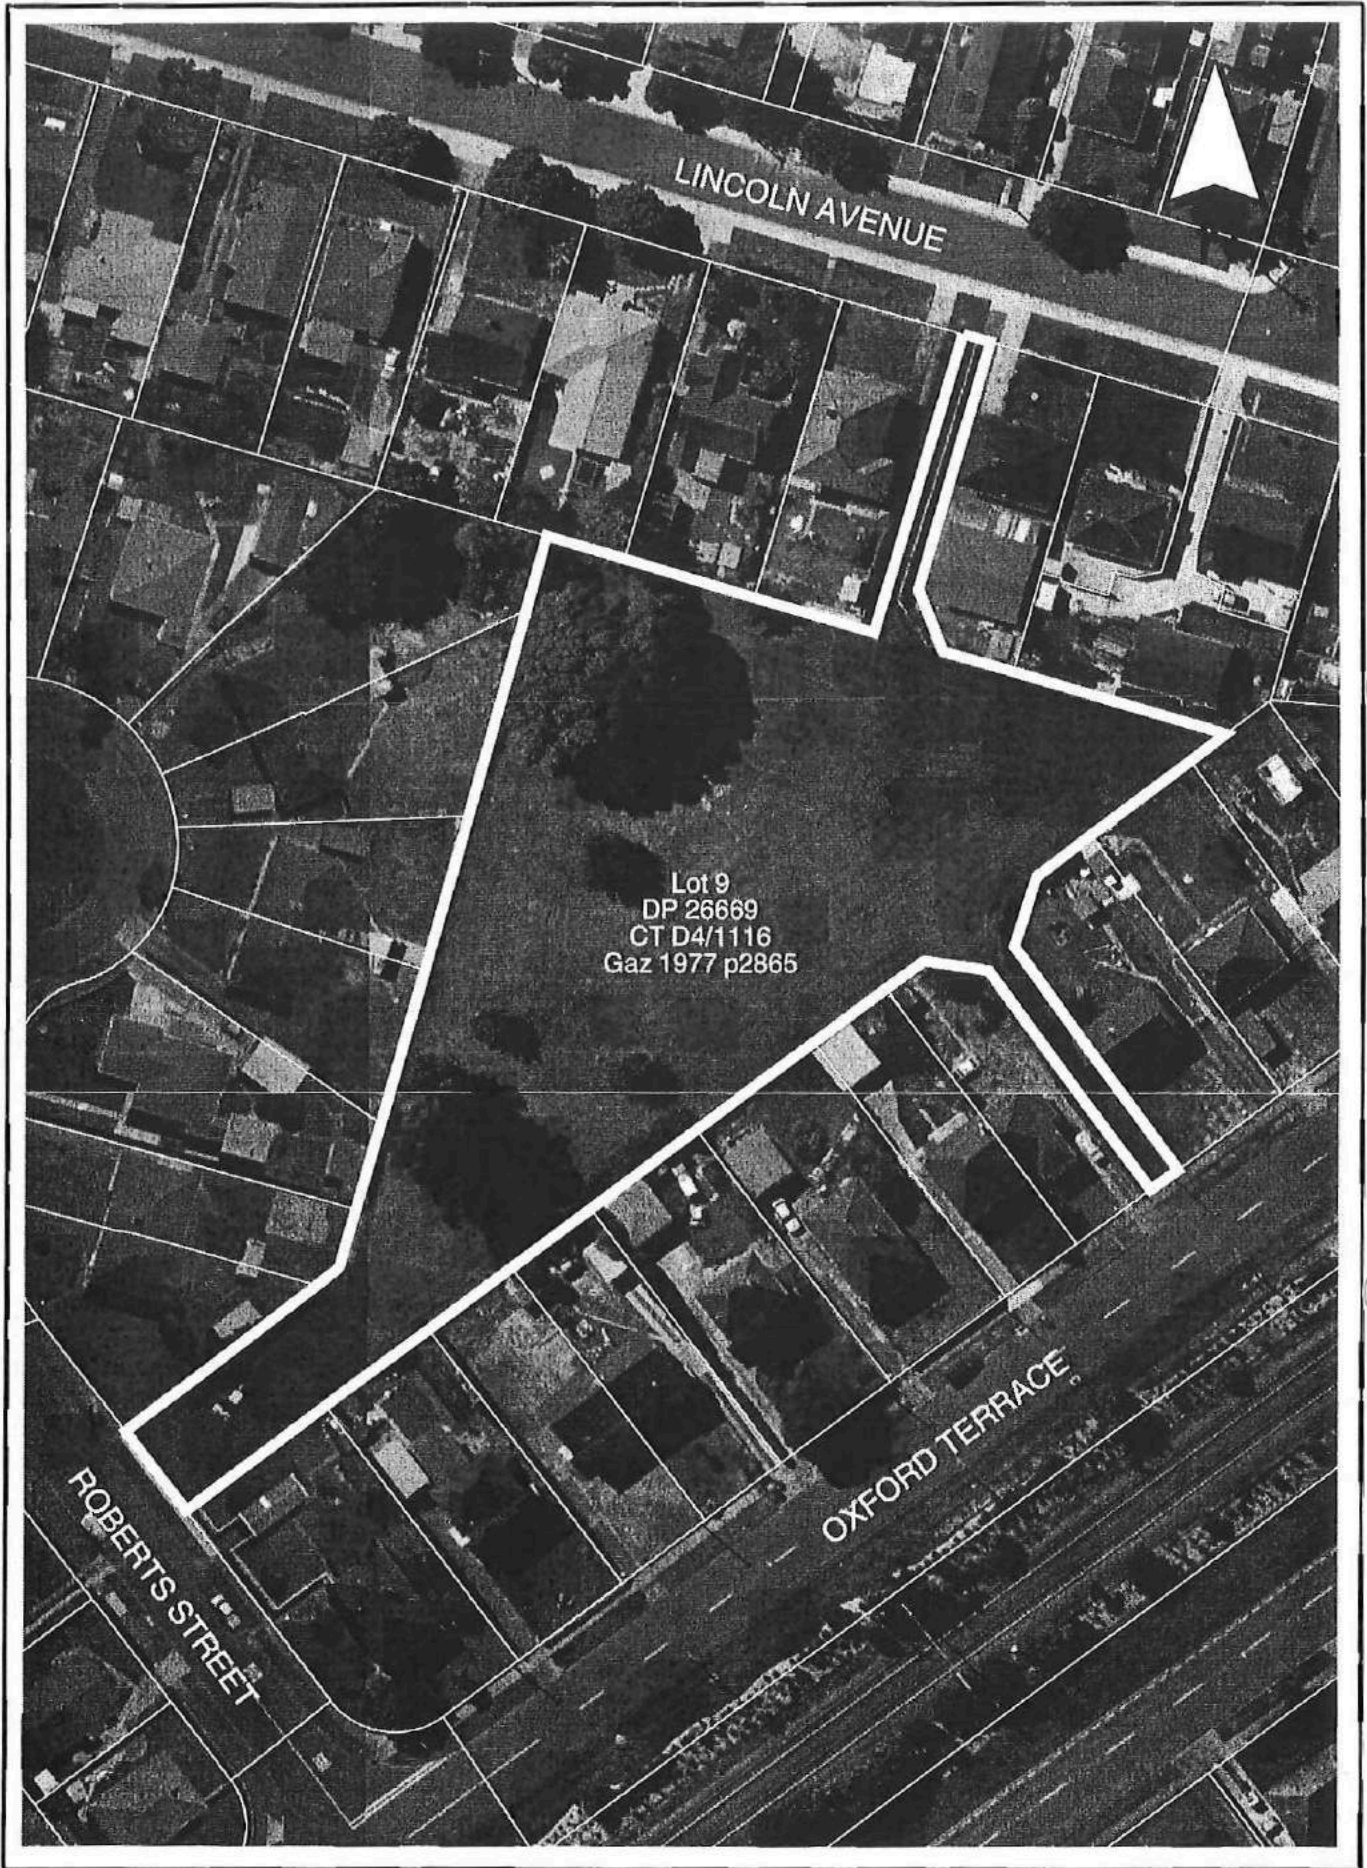 LINCOLN AVENUE
Lot 9
DP 26669
CT D4/1116
Gaz 1977 p2865
OXFORD TERRACE
ROBERTS STREET